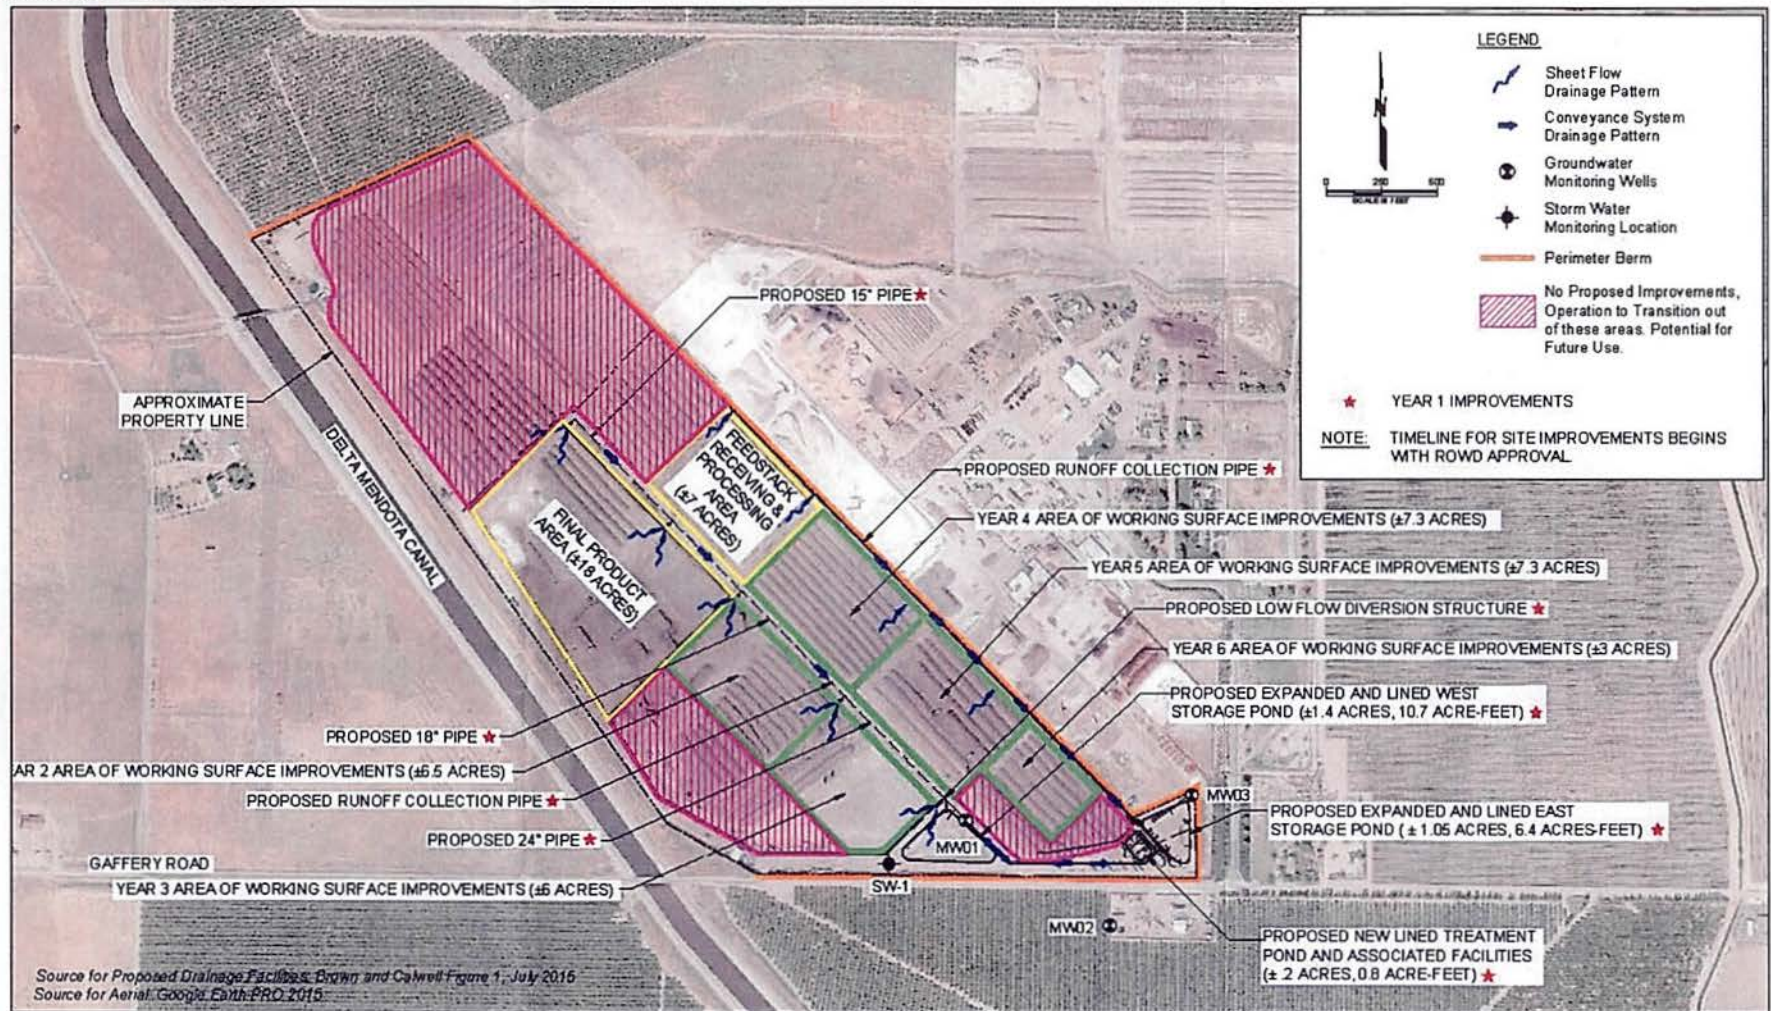 LEGEND
Sheet Flow
Drainage Pattern
Conveyance System
Drainage Pattern
Groundwater
Monitoring Wells
Storm Water
Monitoring Location
Perimeter Berm
No Proposed Improvements,
Operation to Transition out
of these areas. Potential for
Future Use.
★ YEAR 1 IMPROVEMENTS
NOTE: TIMELINE FOR SITE IMPROVEMENTS BEGINS
WITH ROWD APPROVAL
N
0 250 500
SCALE IN FEET
PROPOSED 15" PIPE ★
APPROXIMATE
PROPERTY LINE
DELTA MENDOTA CANAL
FEEDSTACK
RECEIVING &
PROCESSING
AREA
(±7 ACRES)
FINAL PRODUCT
AREA (±18 ACRES)
PROPOSED RUNOFF COLLECTION PIPE ★
YEAR 4 AREA OF WORKING SURFACE IMPROVEMENTS (±7.3 ACRES)
YEAR 5 AREA OF WORKING SURFACE IMPROVEMENTS (±7.3 ACRES)
PROPOSED LOW FLOW DIVERSION STRUCTURE ★
YEAR 6 AREA OF WORKING SURFACE IMPROVEMENTS (±3 ACRES)
PROPOSED EXPANDED AND LINED WEST
STORAGE POND (±1.4 ACRES, 10.7 ACRE-FEET) ★
PROPOSED 18" PIPE ★
AR 2 AREA OF WORKING SURFACE IMPROVEMENTS (±6.5 ACRES)
PROPOSED RUNOFF COLLECTION PIPE ★
PROPOSED 24" PIPE ★
GAFFERY ROAD
YEAR 3 AREA OF WORKING SURFACE IMPROVEMENTS (±6 ACRES)
SW-1
MW01
MW03
MW02
PROPOSED EXPANDED AND LINED EAST
STORAGE POND ( ± 1.05 ACRES, 6.4 ACRES-FEET) ★
PROPOSED NEW LINED TREATMENT
POND AND ASSOCIATED FACILITIES
(± .2 ACRES, 0.8 ACRE-FEET) ★
Source for Proposed Drainage Facilities: Brown and Calwell Figure 1, July 2015
Source for Aerial: Google Earth PRO 2015